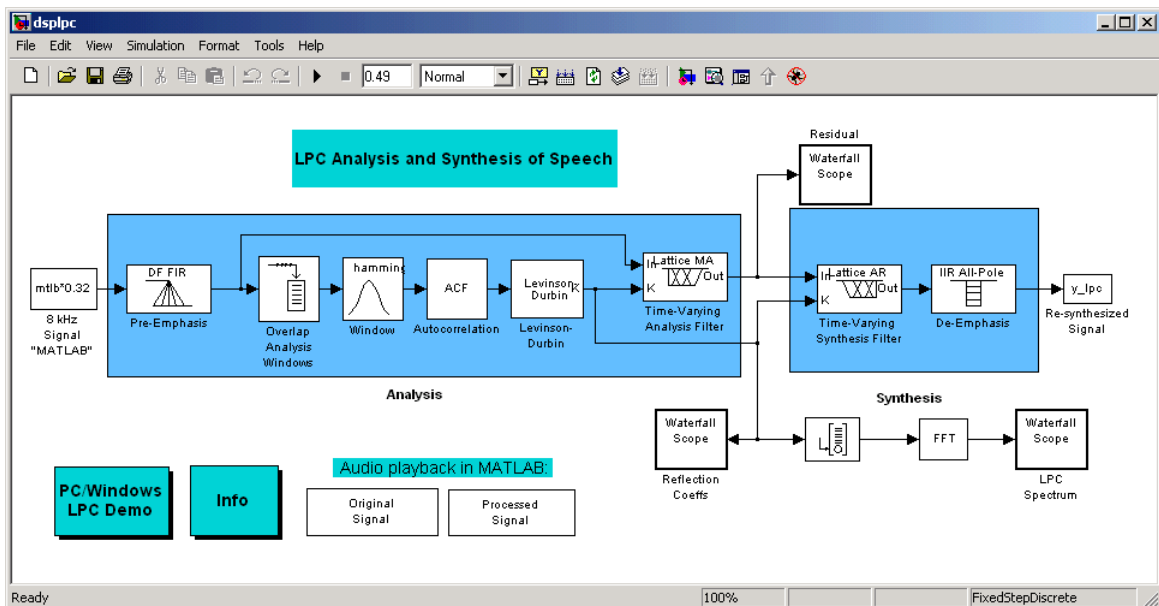 dsplpc
File Edit View Simulation Format Tools Help
0.49 Normal
LPC Analysis and Synthesis of Speech
Residual
Waterfall
Scope
mtlb*0.32
8 kHz
Signal
"MATLAB"
DF FIR
Pre-Emphasis
Overlap
Analysis
Windows
hamming
Window
ACF
Autocorrelation
Levinson
Durbin
K
Levinson-
Durbin
Lattice MA
In
Out
K
Time-Varying
Analysis Filter
Analysis
Lattice AR
In
Out
K
Time-Varying
Synthesis Filter
IIR All-Pole
De-Emphasis
Synthesis
y_lpc
Re-synthesized
Signal
Waterfall
Scope
Reflection
Coeffs
FFT
Waterfall
Scope
LPC
Spectrum
PC/Windows
LPC Demo
Info
Audio playback in MATLAB:
Original
Signal
Processed
Signal
Ready 100% FixedStepDiscrete